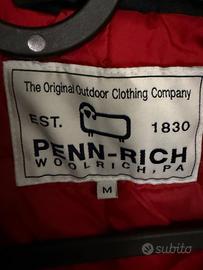 The Original Outdoor Clothing Company
EST. 1830
PENN-RICH
WOOLRICH, PA
M
subito